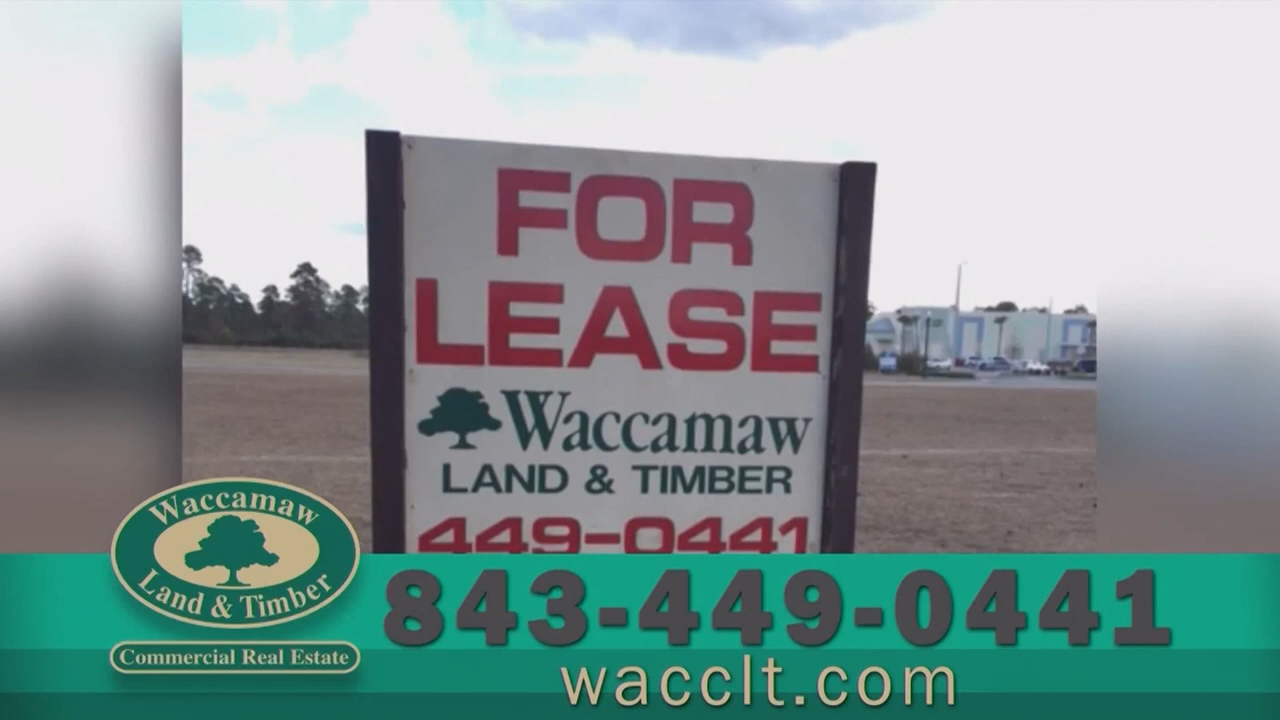 FOR
LEASE
Waccamaw
LAND & TIMBER
449-0441
Waccamaw
Land & Timber
Commercial Real Estate
843-449-0441
wacclt.com